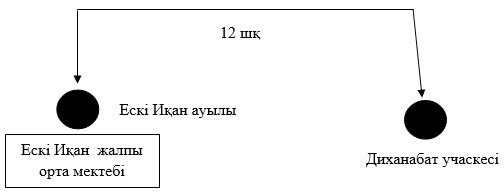 12 шқ
Ескі Иқан ауылы
Ескі Иқан жалпы
орта мектебі
Диханабат учаскесі